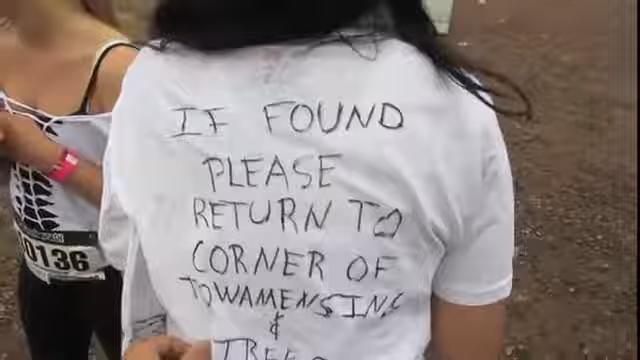 IF FOUND
PLEASE
RETURN TO
CORNER OF
TOWAMENSING
&
0136